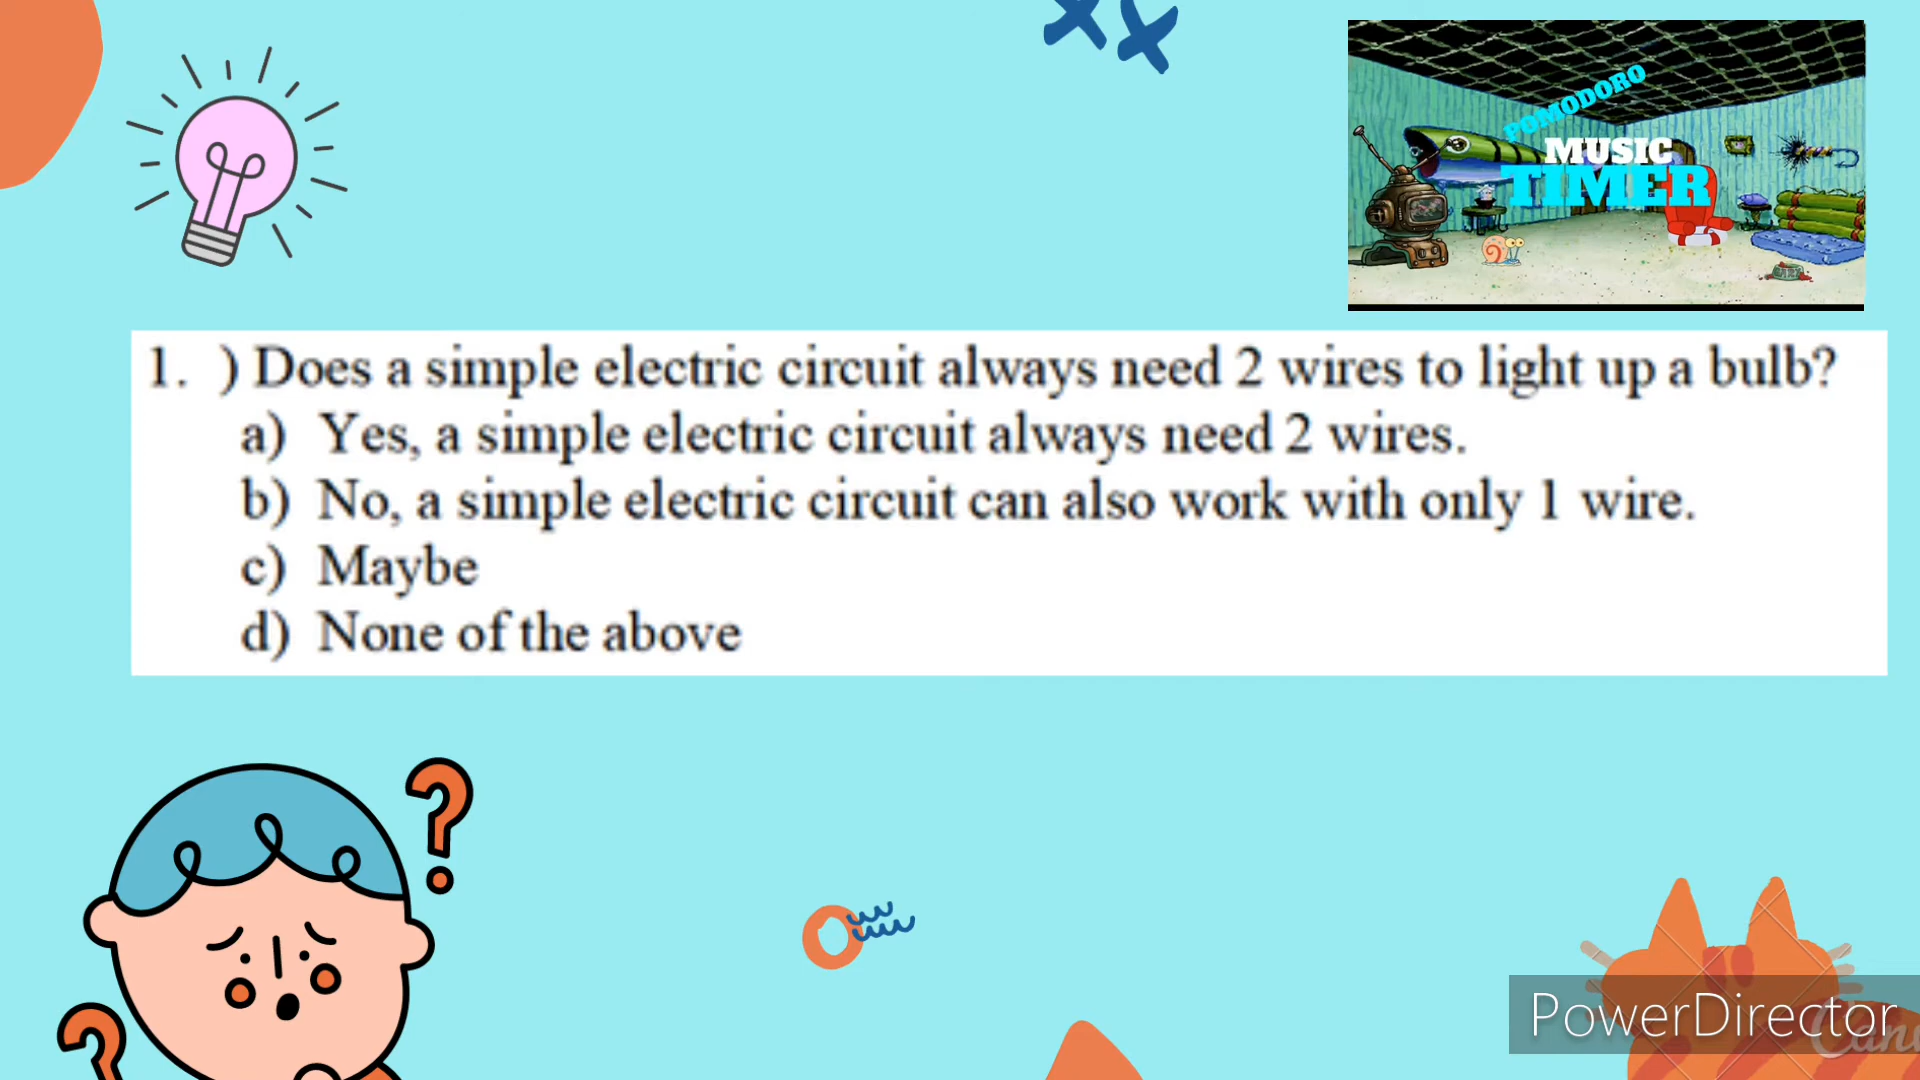 POMODORO
MUSIC
TIMER
1. ) Does a simple electric circuit always need 2 wires to light up a bulb?
a) Yes, a simple electric circuit always need 2 wires.
b) No, a simple electric circuit can also work with only 1 wire.
c) Maybe
d) None of the above
PowerDirector